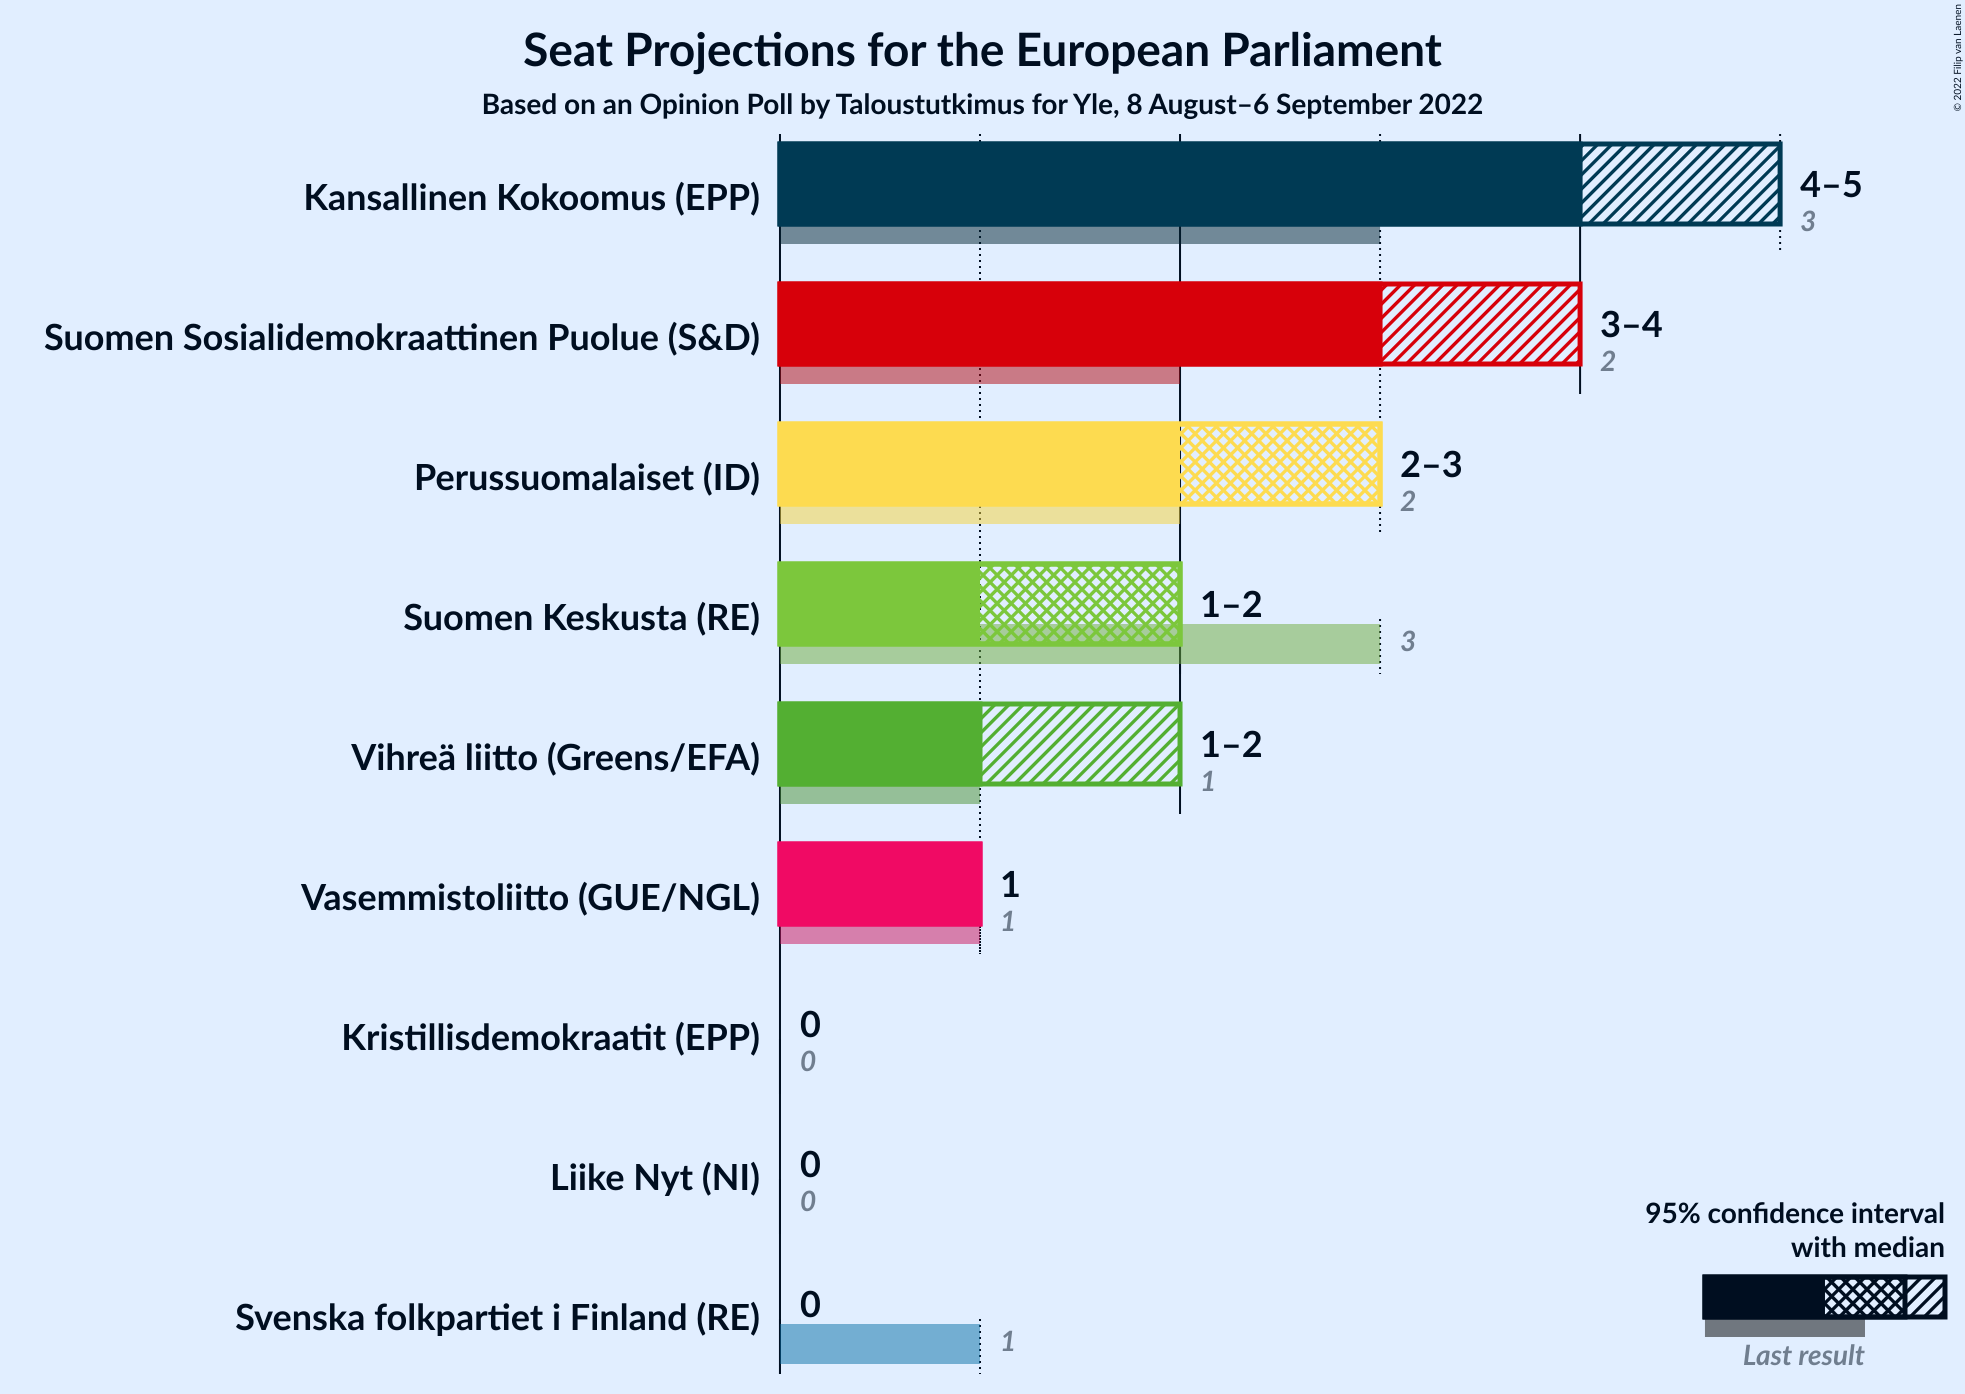 Seat Projections for the European Parliament
Based on an Opinion Poll by Taloustutkimus for Yle, 8 August–6 September 2022
© 2022 Filip van Laenen
Kansallinen Kokoomus (EPP)
4–5
3
Suomen Sosialidemokraattinen Puolue (S&D)
3–4
2
Perussuomalaiset (ID)
2–3
2
Suomen Keskusta (RE)
1–2
3
Vihreä liitto (Greens/EFA)
1–2
1
Vasemmistoliitto (GUE/NGL)
1
1
Kristillisdemokraatit (EPP)
0
0
Liike Nyt (NI)
0
0
Svenska folkpartiet i Finland (RE)
0
1
95% confidence interval
with median
Last result